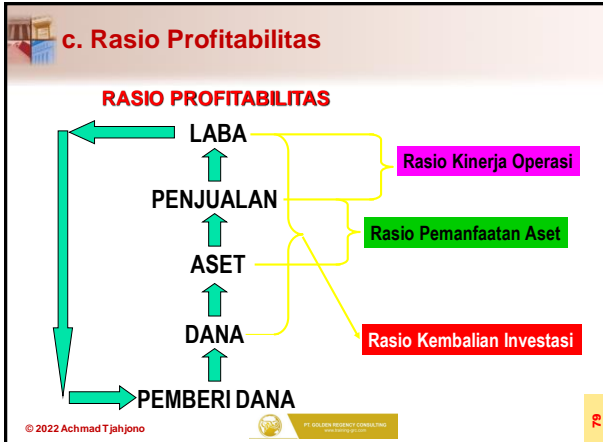 c. Rasio Profitabilitas
RASIO PROFITABILITAS
LABA
Rasio Kinerja Operasi
PENJUALAN
Rasio Pemanfaatan Aset
ASET
DANA
Rasio Kembalian Investasi
PEMBERI DANA
© 2022 Achmad Tjahjono
PT. GOLDEN REGENCY CONSULTING
79